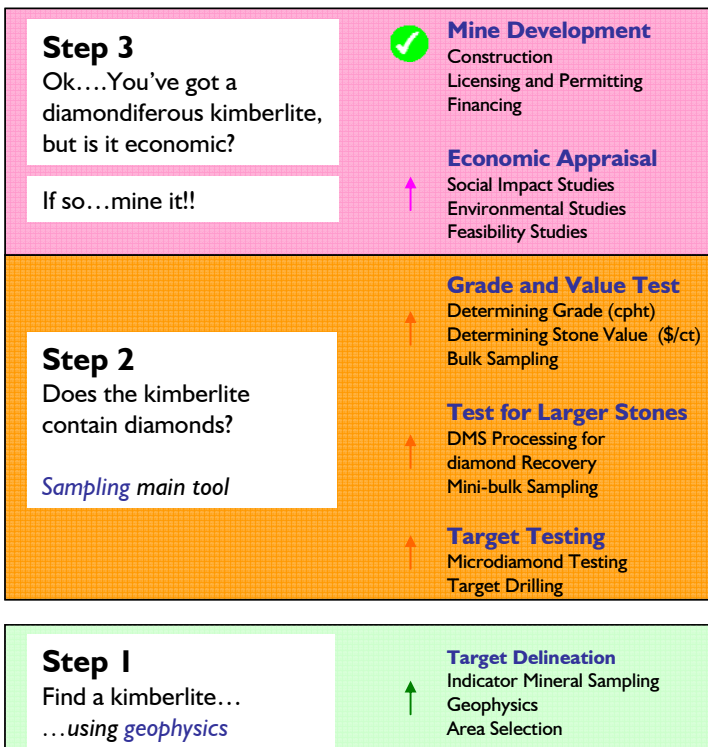 Step 3
Ok….You've got a
diamondiferous kimberlite,
but is it economic?
If so…mine it!!
Mine Development
Construction
Licensing and Permitting
Financing
Economic Appraisal
Social Impact Studies
Environmental Studies
Feasibility Studies
Step 2
Does the kimberlite
contain diamonds?
Sampling main tool
Grade and Value Test
Determining Grade (cpht)
Determining Stone Value ($/ct)
Bulk Sampling
Test for Larger Stones
DMS Processing for
diamond Recovery
Mini-bulk Sampling
Target Testing
Microdiamond Testing
Target Drilling
Step 1
Find a kimberlite…
…using geophysics
Target Delineation
Indicator Mineral Sampling
Geophysics
Area Selection